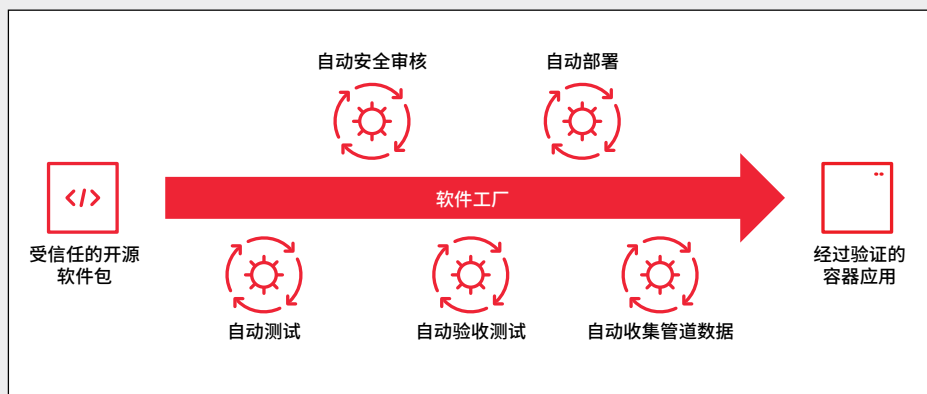 自动安全审核
自动部署
</>
软件工厂
受信任的开源
软件包
经过验证的
容器应用
自动测试
自动验收测试
自动收集管道数据